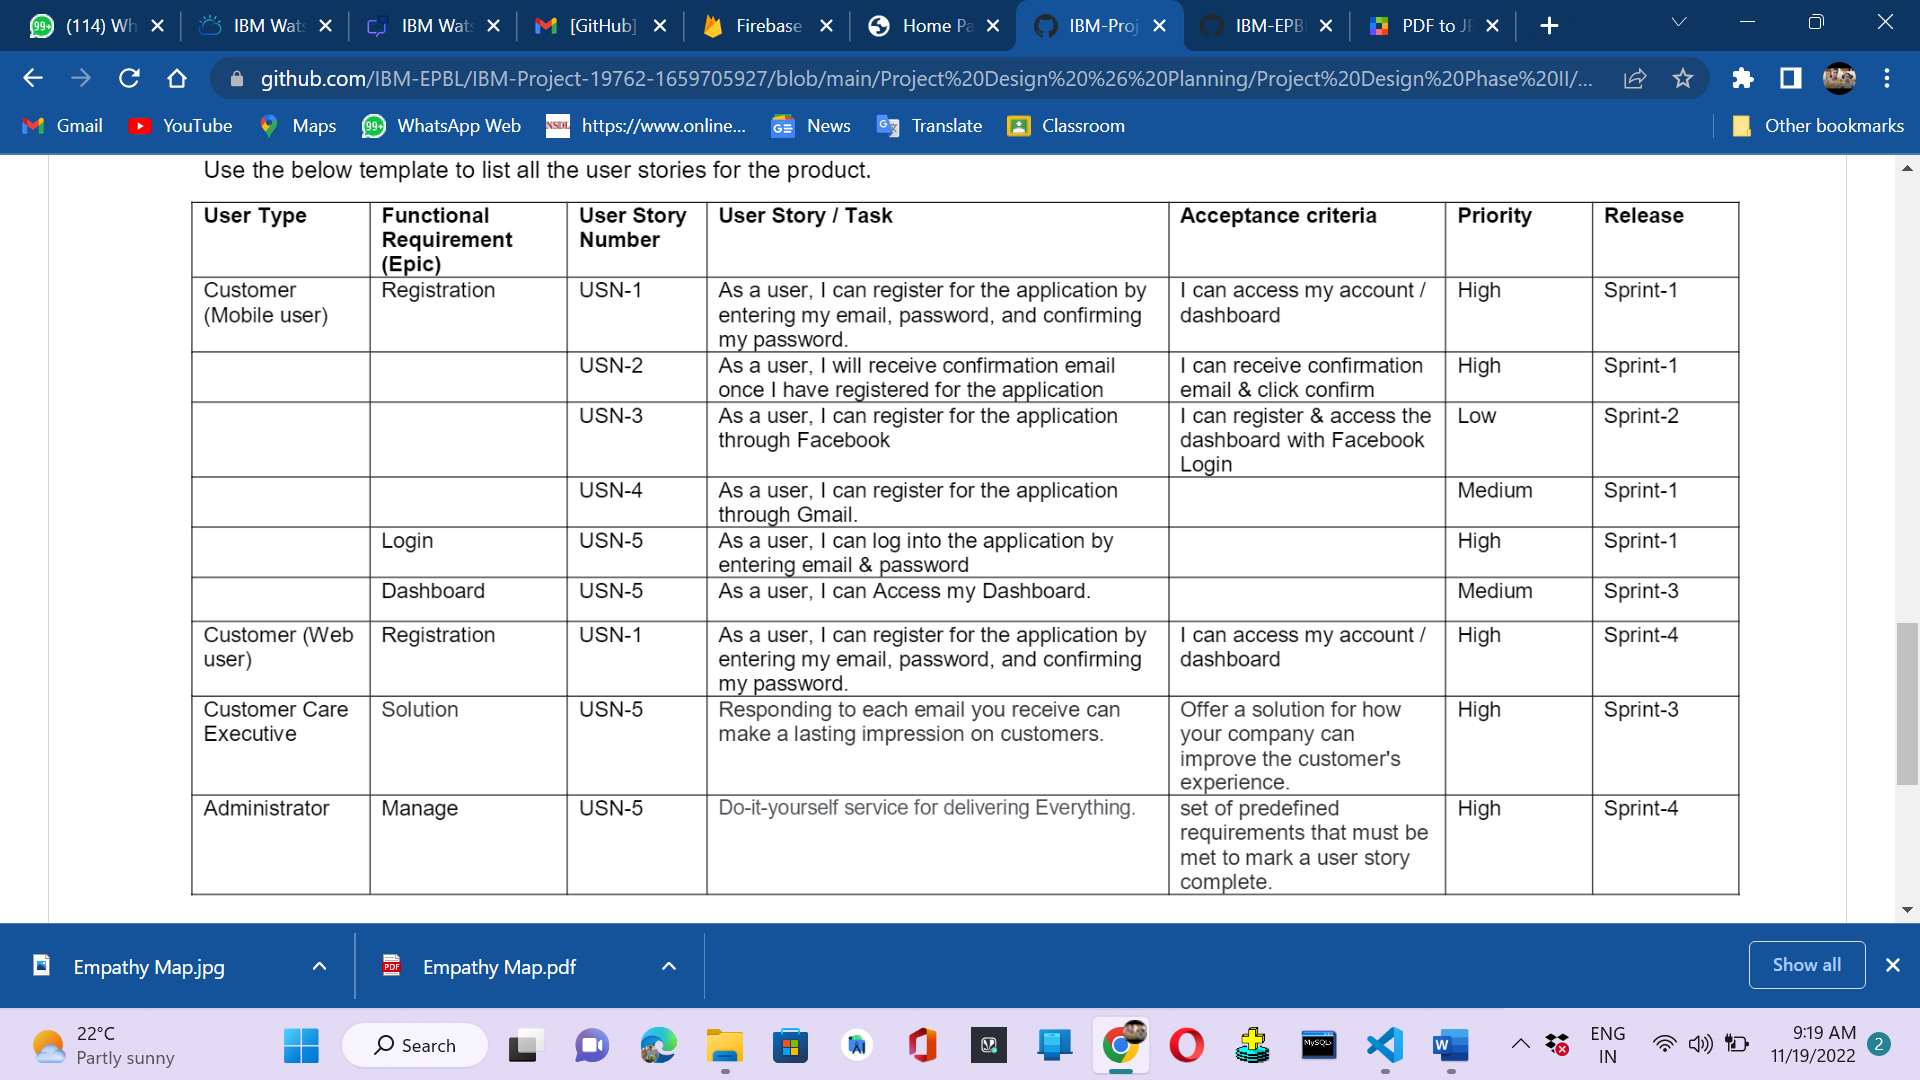 (114) Wh
IBM Wats
IBM Wats
[GitHub]
Firebase
Home Pa
IBM-Proj
IBM-EPBL
PDF to JP
github.com/IBM-EPBL/IBM-Project-19762-1659705927/blob/main/Project%20Design%20%26%20Planning/Project%20Design%20Phase%20II/...
Gmail
YouTube
Maps
WhatsApp Web
https://www.online...
News
Translate
Classroom
Other bookmarks
Use the below template to list all the user stories for the product.
User Type
Functional
Requirement
(Epic)
User Story
Number
User Story / Task
Acceptance criteria
Priority
Release
Customer
(Mobile user)
Registration
USN-1
As a user, I can register for the application by
entering my email, password, and confirming
my password.
I can access my account /
dashboard
High
Sprint-1
USN-2
As a user, I will receive confirmation email
once I have registered for the application
I can receive confirmation
email & click confirm
High
Sprint-1
USN-3
As a user, I can register for the application
through Facebook
I can register & access the
dashboard with Facebook
Login
Low
Sprint-2
USN-4
As a user, I can register for the application
through Gmail.
Medium
Sprint-1
Login
USN-5
As a user, I can log into the application by
entering email & password
High
Sprint-1
Dashboard
USN-5
As a user, I can Access my Dashboard.
Medium
Sprint-3
Customer (Web
user)
Registration
USN-1
As a user, I can register for the application by
entering my email, password, and confirming
my password.
I can access my account /
dashboard
High
Sprint-4
Customer Care
Executive
Solution
USN-5
Responding to each email you receive can
make a lasting impression on customers.
Offer a solution for how
your company can
improve the customer's
experience.
High
Sprint-3
Administrator
Manage
USN-5
Do-it-yourself service for delivering Everything.
set of predefined
requirements that must be
met to mark a user story
complete.
High
Sprint-4
Empathy Map.jpg
PDF
Empathy Map.pdf
Show all
22°C
Partly sunny
Search
MySQL
ENG
IN
9:19 AM
11/19/2022
2